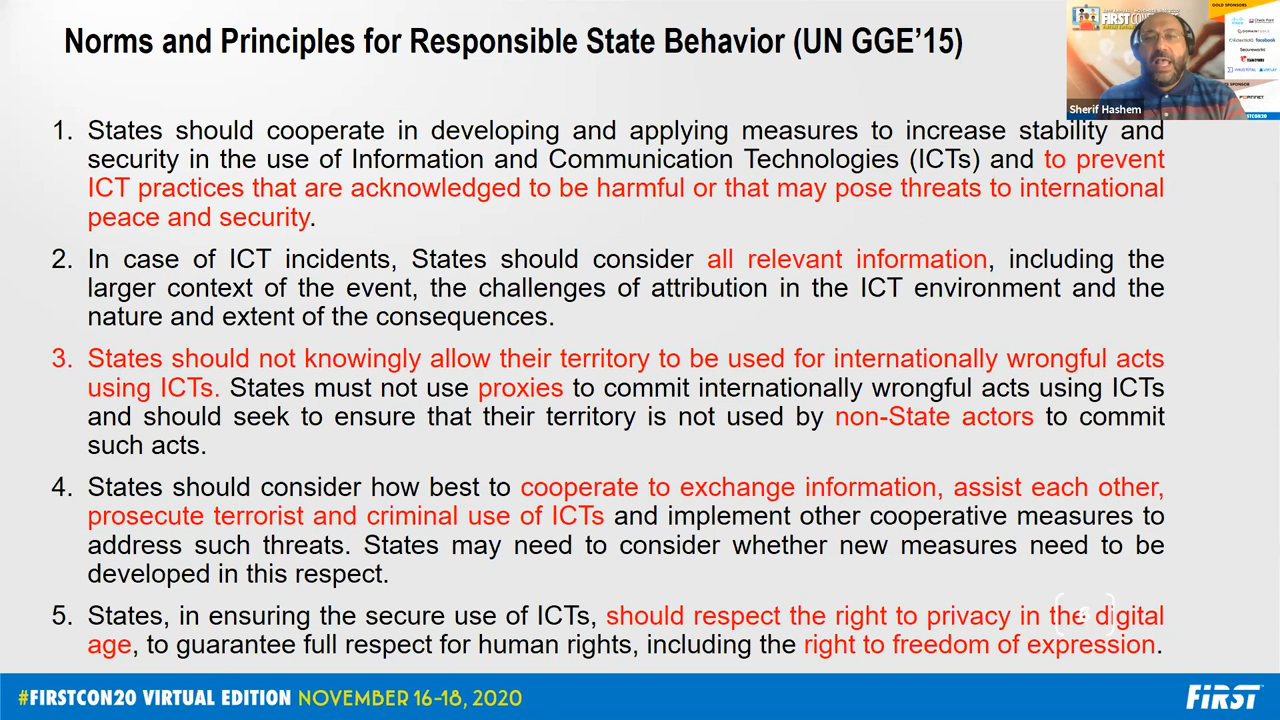 Norms and Principles for Responsible State Behavior (UN GGE'15)
Sherif Hashem
1. States should cooperate in developing and applying measures to increase stability and
security in the use of Information and Communication Technologies (ICTs) and to prevent
ICT practices that are acknowledged to be harmful or that may pose threats to international
peace and security.
2. In case of ICT incidents, States should consider all relevant information, including the
larger context of the event, the challenges of attribution in the ICT environment and the
nature and extent of the consequences.
3. States should not knowingly allow their territory to be used for internationally wrongful acts
using ICTs. States must not use proxies to commit internationally wrongful acts using ICTs
and should seek to ensure that their territory is not used by non-State actors to commit
such acts.
4. States should consider how best to cooperate to exchange information, assist each other,
prosecute terrorist and criminal use of ICTs and implement other cooperative measures to
address such threats. States may need to consider whether new measures need to be
developed in this respect.
5. States, in ensuring the secure use of ICTs, should respect the right to privacy in the digital
age, to guarantee full respect for human rights, including the right to freedom of expression.
#FIRSTCON20 VIRTUAL EDITION NOVEMBER 16-18, 2020
FIRST